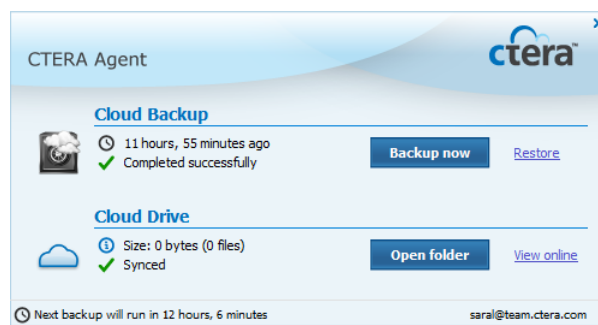 CTERA Agent
ctera™
Cloud Backup
11 hours, 55 minutes ago
Completed successfully
Backup now
Restore
Cloud Drive
Size: 0 bytes (0 files)
Synced
Open folder
View online
Next backup will run in 12 hours, 6 minutes
saral@team.ctera.com